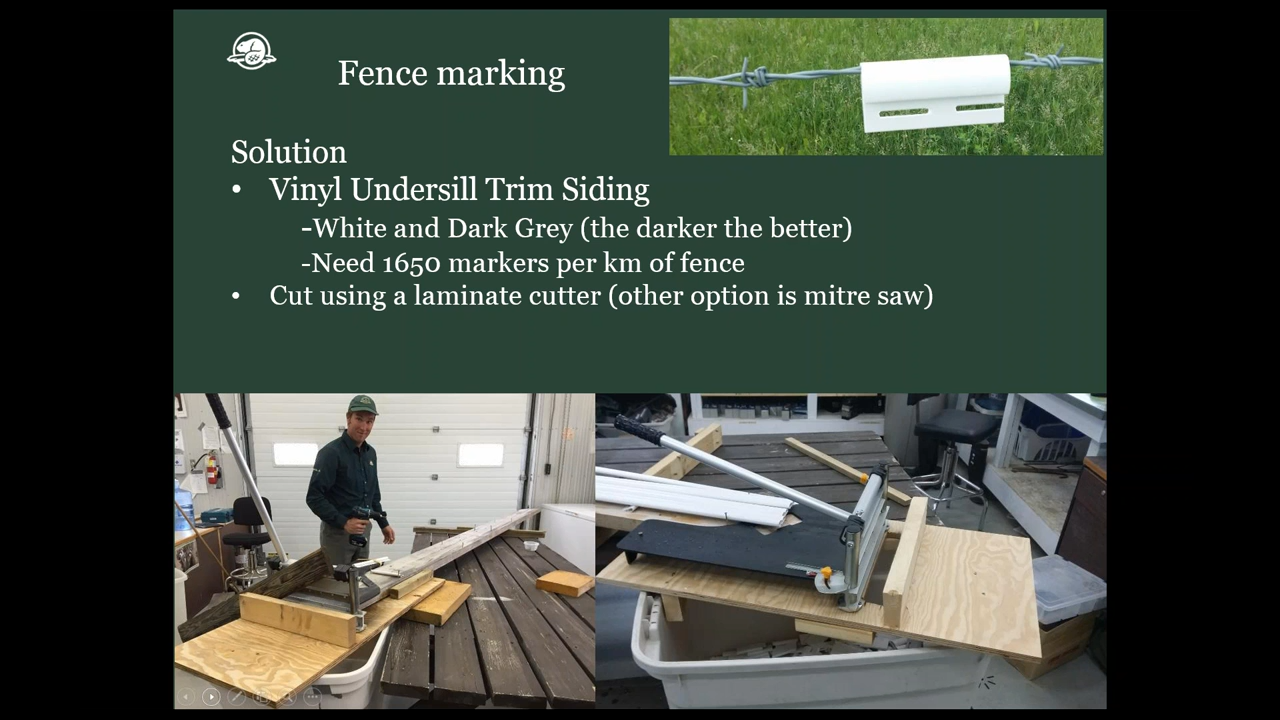 Fence marking
Solution
• Vinyl Undersill Trim Siding
-White and Dark Grey (the darker the better)
-Need 1650 markers per km of fence
• Cut using a laminate cutter (other option is mitre saw)